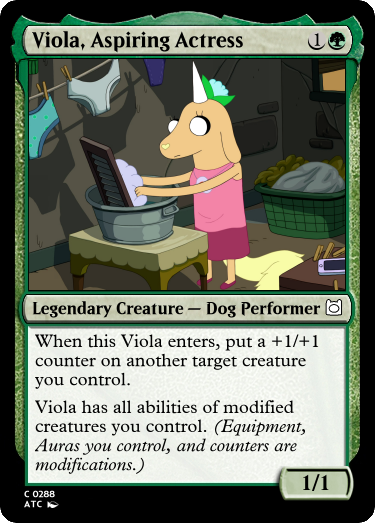 Viola, Aspiring Actress 1
Legendary Creature — Dog Performer
When this Viola enters, put a +1/+1
counter on another target creature
you control.
Viola has all abilities of modified
creatures you control. (Equipment,
Auras you control, and counters are
modifications.)
1/1
C 0288
ATC